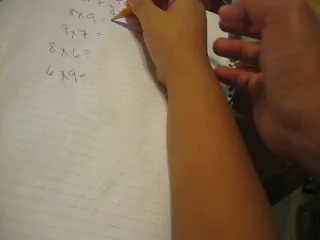 8 x 9 =
9 x 7 =
8 x 6 =
6 x 9 =